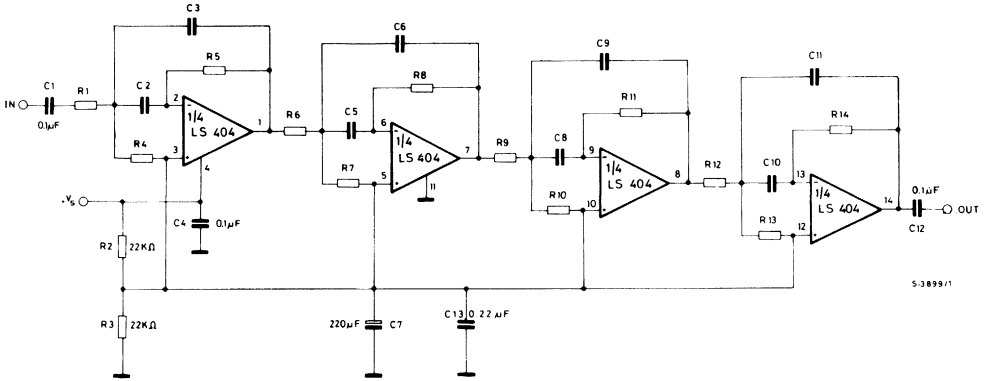 C3
R5
C1
R1
C2
IN
0.1µF
2
1/4
LS 404
1
R4
3
4
+Vs
C4
0.1µF
R2
22KΩ
R3
22KΩ
C6
R8
R6
C5
6
1/4
LS 404
7
R7
5
11
220µF
C7
C13
0.22µF
C9
R11
R9
C8
9
1/4
LS 404
8
R10
10
C11
R14
R12
C10
13
1/4
LS 404
14
R13
12
0.1µF
C12
OUT
S-3899/1